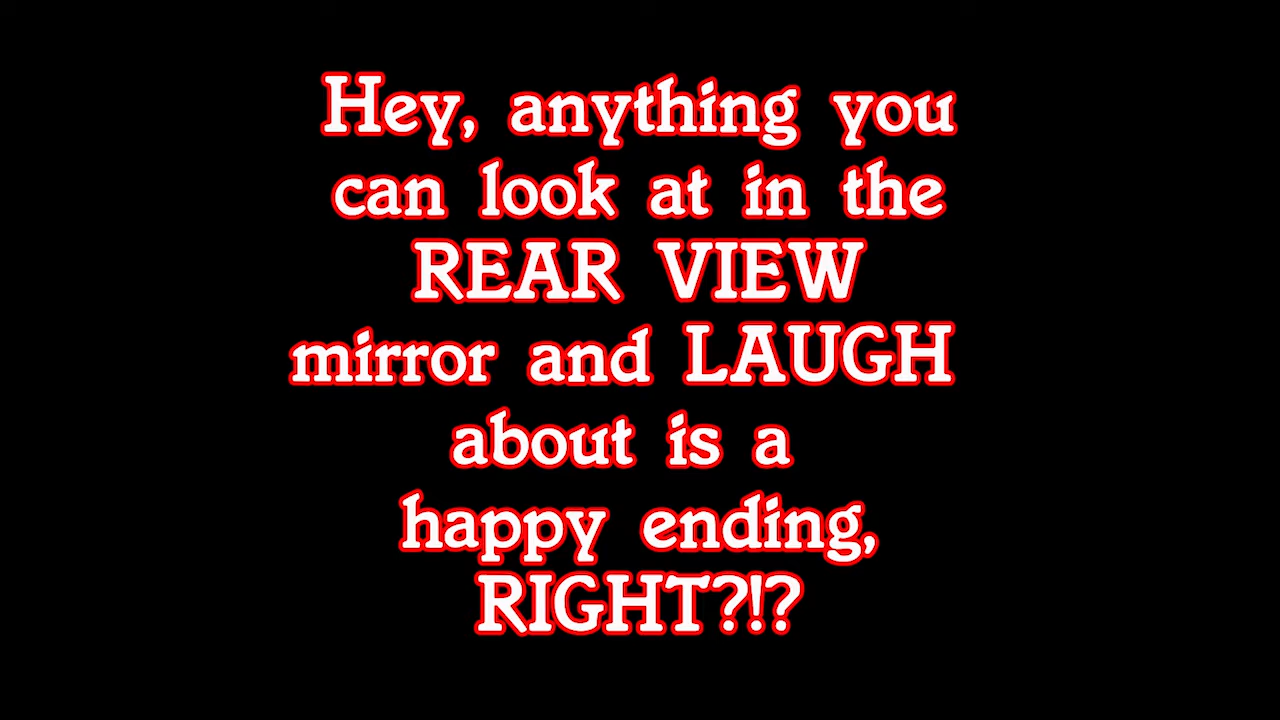 Hey, anything you
can look at in the
REAR VIEW
mirror and LAUGH
about is a
happy ending,
RIGHT?!?